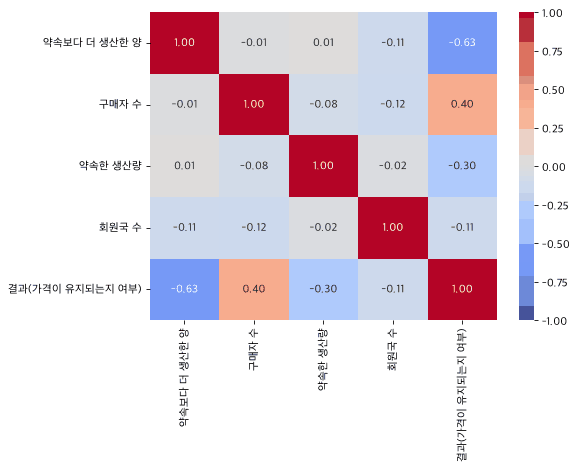 약속보다 더 생산한 양 1.00 -0.01 0.01 -0.11 -0.63
구매자 수 -0.01 1.00 -0.08 -0.12 0.40
약속한 생산량 0.01 -0.08 1.00 -0.02 -0.30
회원국 수 -0.11 -0.12 -0.02 1.00 -0.11
결과(가격이 유지되는지 여부) -0.63 0.40 -0.30 -0.11 1.00
약속보다 더 생산한 양
구매자 수
약속한 생산량
회원국 수
결과(가격이 유지되는지 여부)
1.00
0.75
0.50
0.25
0.00
-0.25
-0.50
-0.75
-1.00